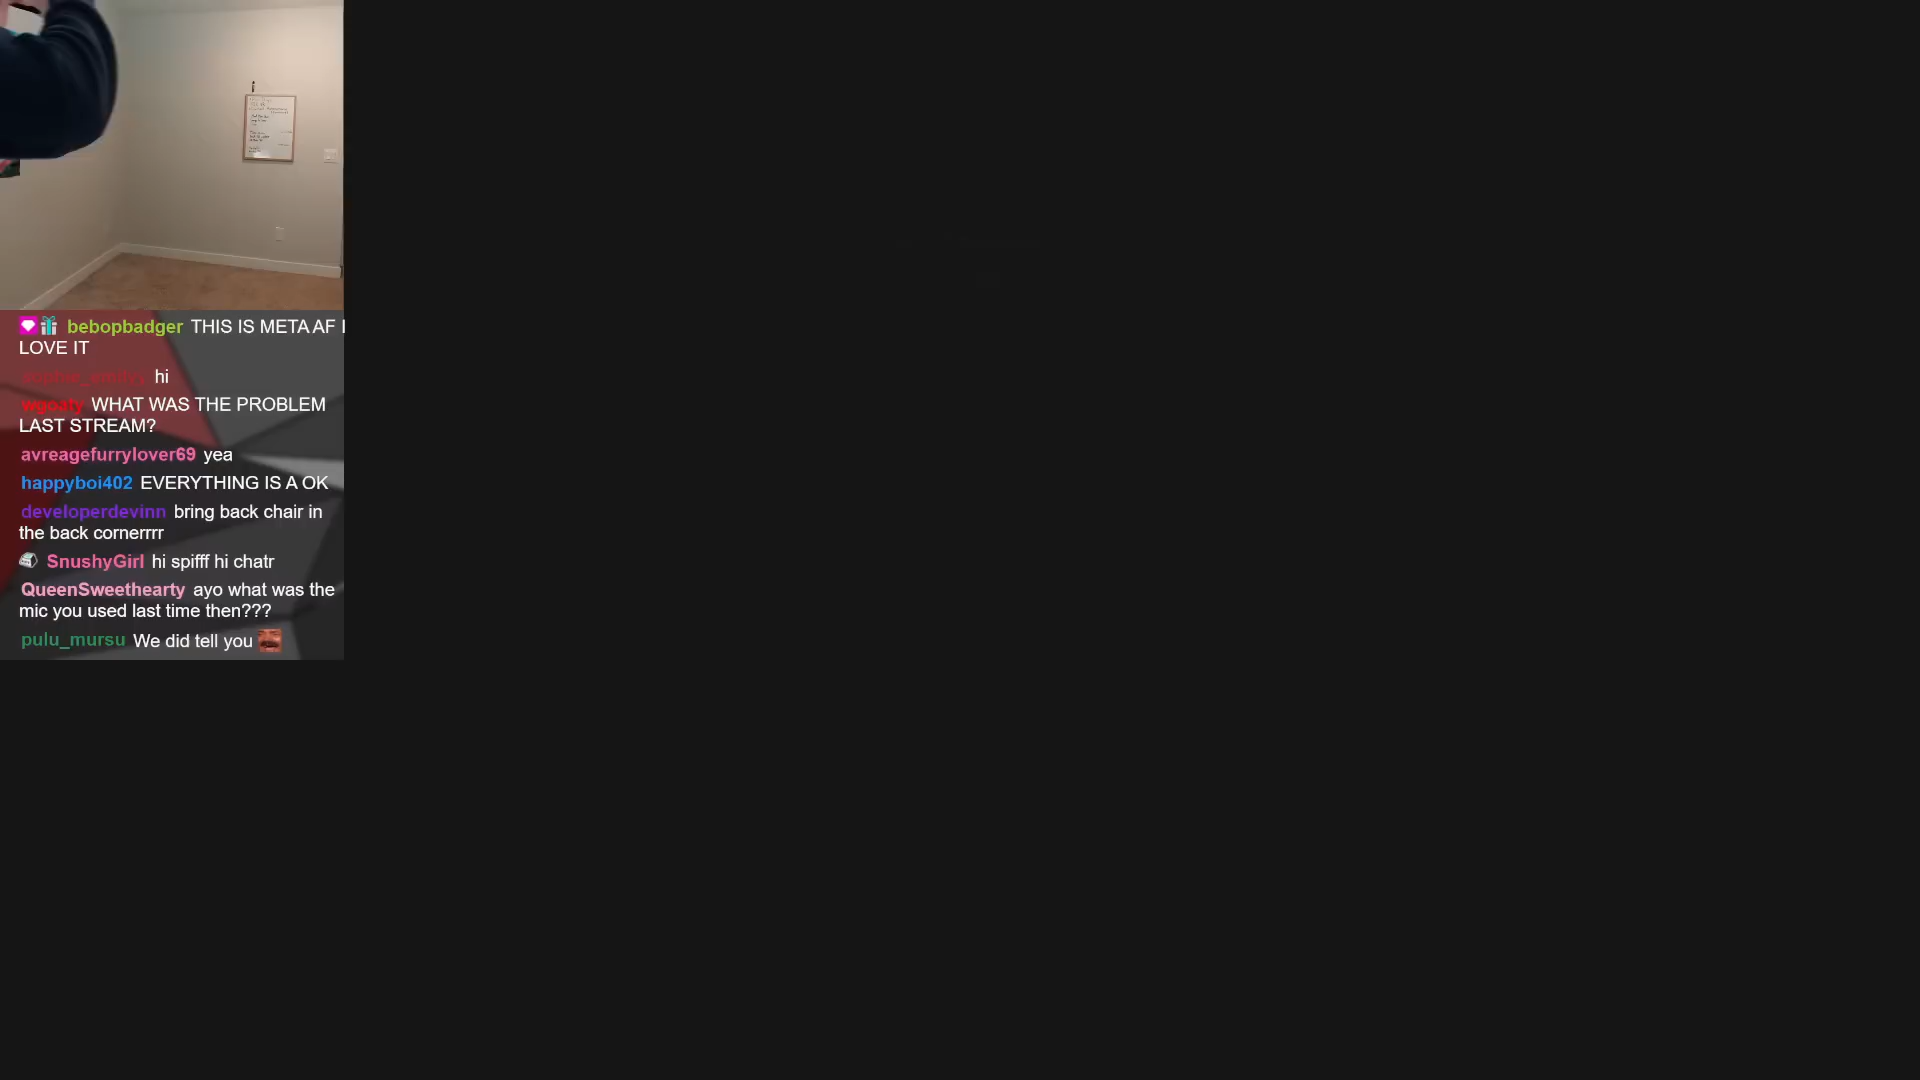 bebopbadger THIS IS META AF I
LOVE IT
sophie_emilyy hi
wgoaty WHAT WAS THE PROBLEM
LAST STREAM?
avreagefurrylover69 yea
happyboi402 EVERYTHING IS A OK
developerdevinn bring back chair in
the back cornerrrr
SnushyGirl hi spifff hi chatr
QueenSweethearty ayo what was the
mic you used last time then???
pulu_mursu We did tell you